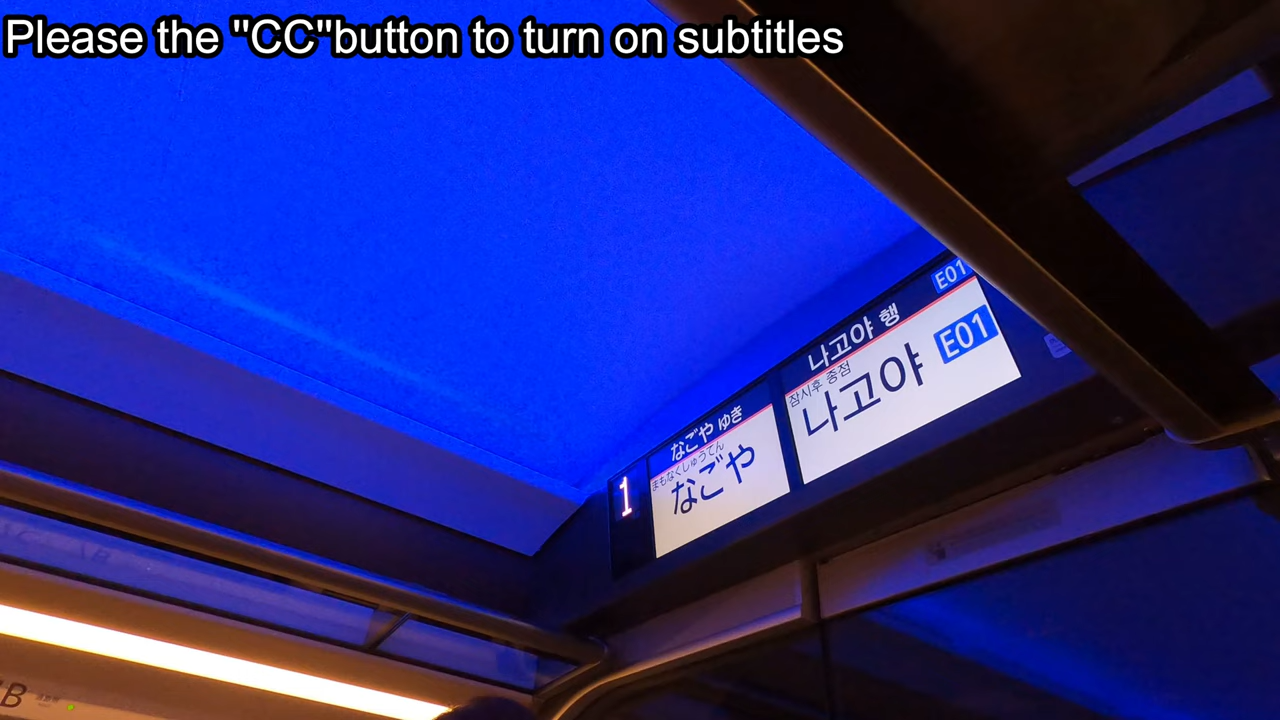 Please the "CC"button to turn on subtitles
1
なごや ゆき
まもなくしゅうてん
なごや
나고야 행
E01
잠시후 종점
나고야
E01
B